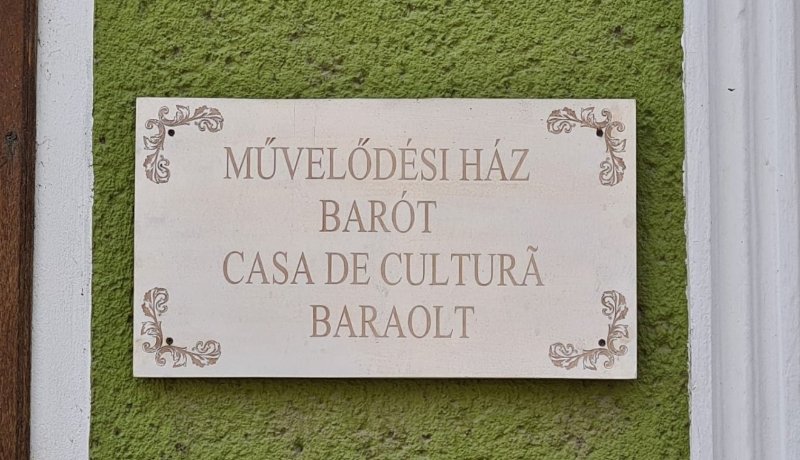 MŰVELŐDÉSI HÁZ
BARÓT
CASA DE CULTURÃ
BARAOLT